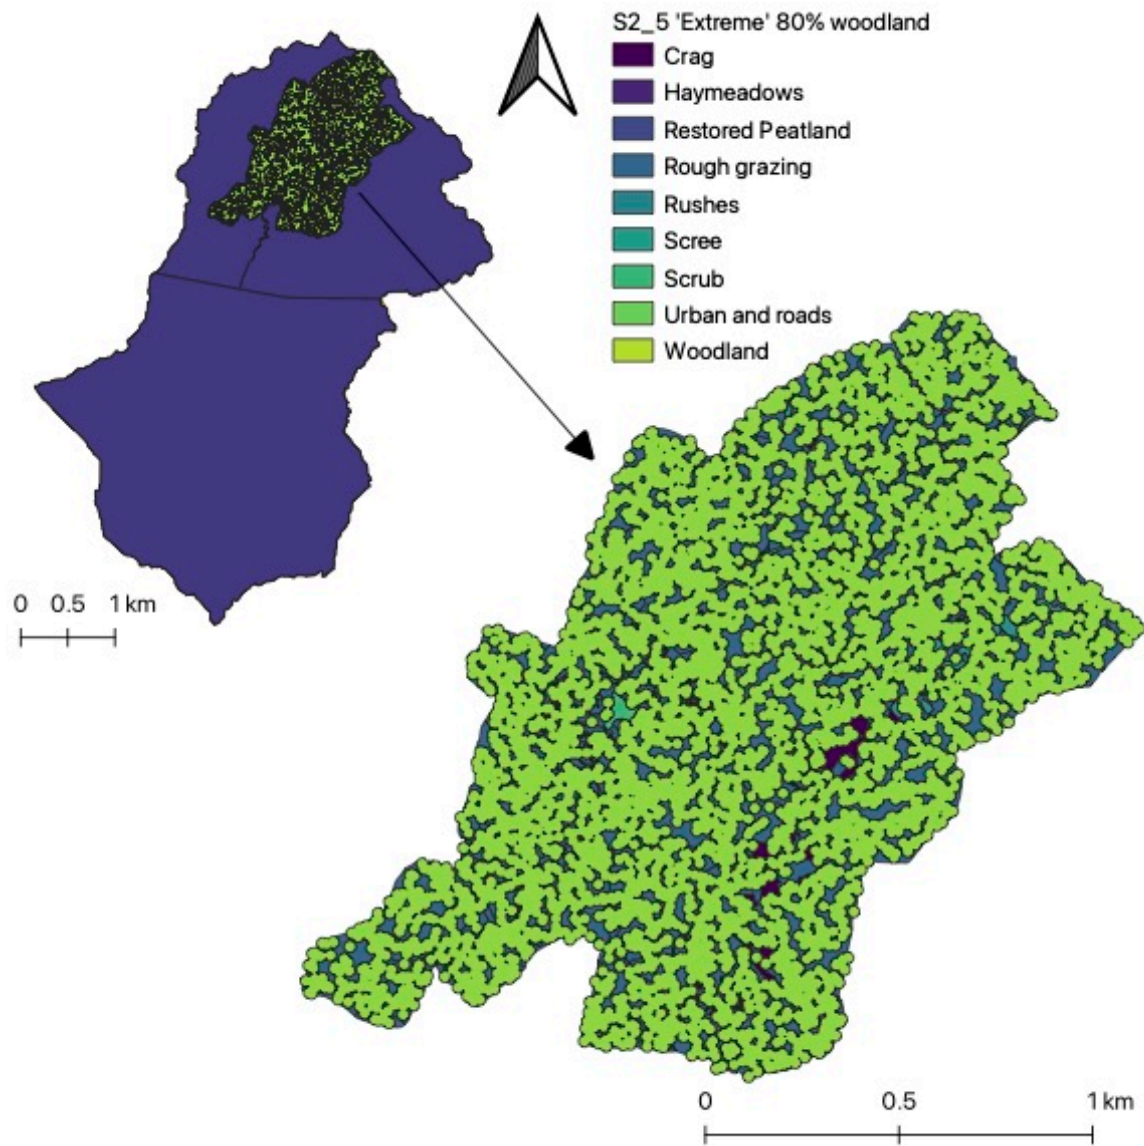 S2_5 'Extreme' 80% woodland
Crag
Haymeadows
Restored Peatland
Rough grazing
Rushes
Scree
Scrub
Urban and roads
Woodland
0 0.5 1 km
0 0.5 1 km